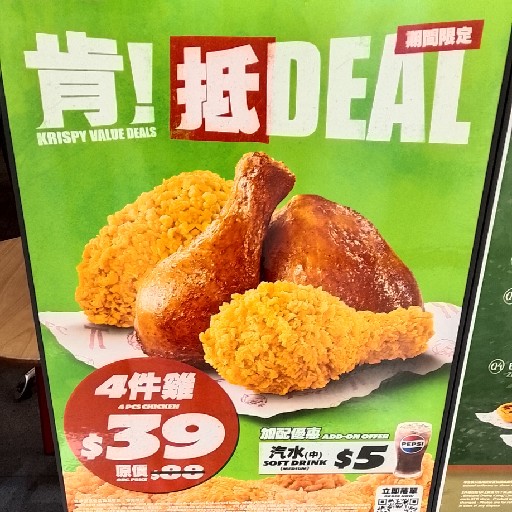 期間限定
肯!抵DEAL
KRISPY VALUE DEALS
4件雞
4 PCS CHICKEN
$39
原價
加配優惠 ADD-ON OFFER
汽水(中)
SOFT DRINK
(MEDIUM)
$5
PEPSI
立即落單